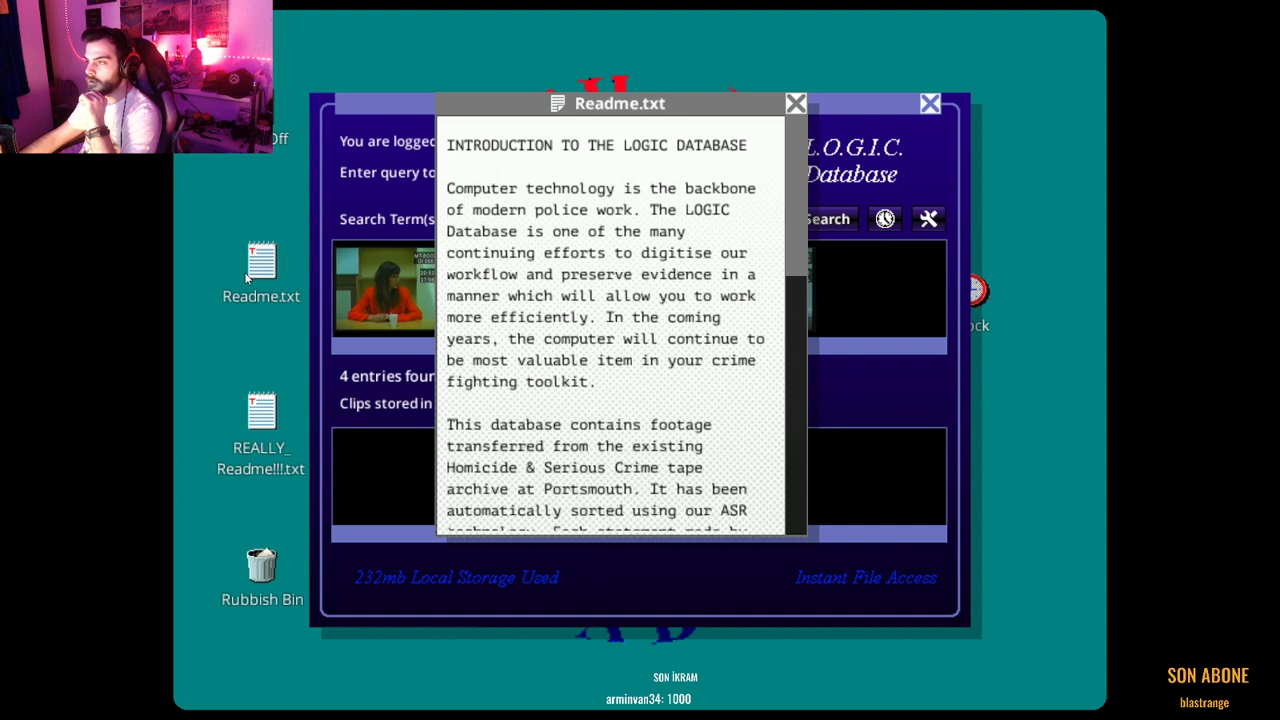 Off
Readme.txt
You are logged
L.O.G.I.C.
Database
Enter query to
Search Term(s
Search
INTRODUCTION TO THE LOGIC DATABASE
Computer technology is the backbone
of modern police work. The LOGIC
Database is one of the many
continuing efforts to digitise our
workflow and preserve evidence in a
manner which will allow you to work
more efficiently. In the coming
years, the computer will continue to
be most valuable item in your crime
fighting toolkit.
This database contains footage
transferred from the existing
Homicide & Serious Crime tape
archive at Portsmouth. It has been
automatically sorted using our ASR
Readme.txt
ock
4 entries foun
Clips stored in
REALLY_
Readme!!!.txt
Rubbish Bin
232mb Local Storage Used
Instant File Access
SON İKRAM
arminvan34: 1000
SON ABONE
blastrange